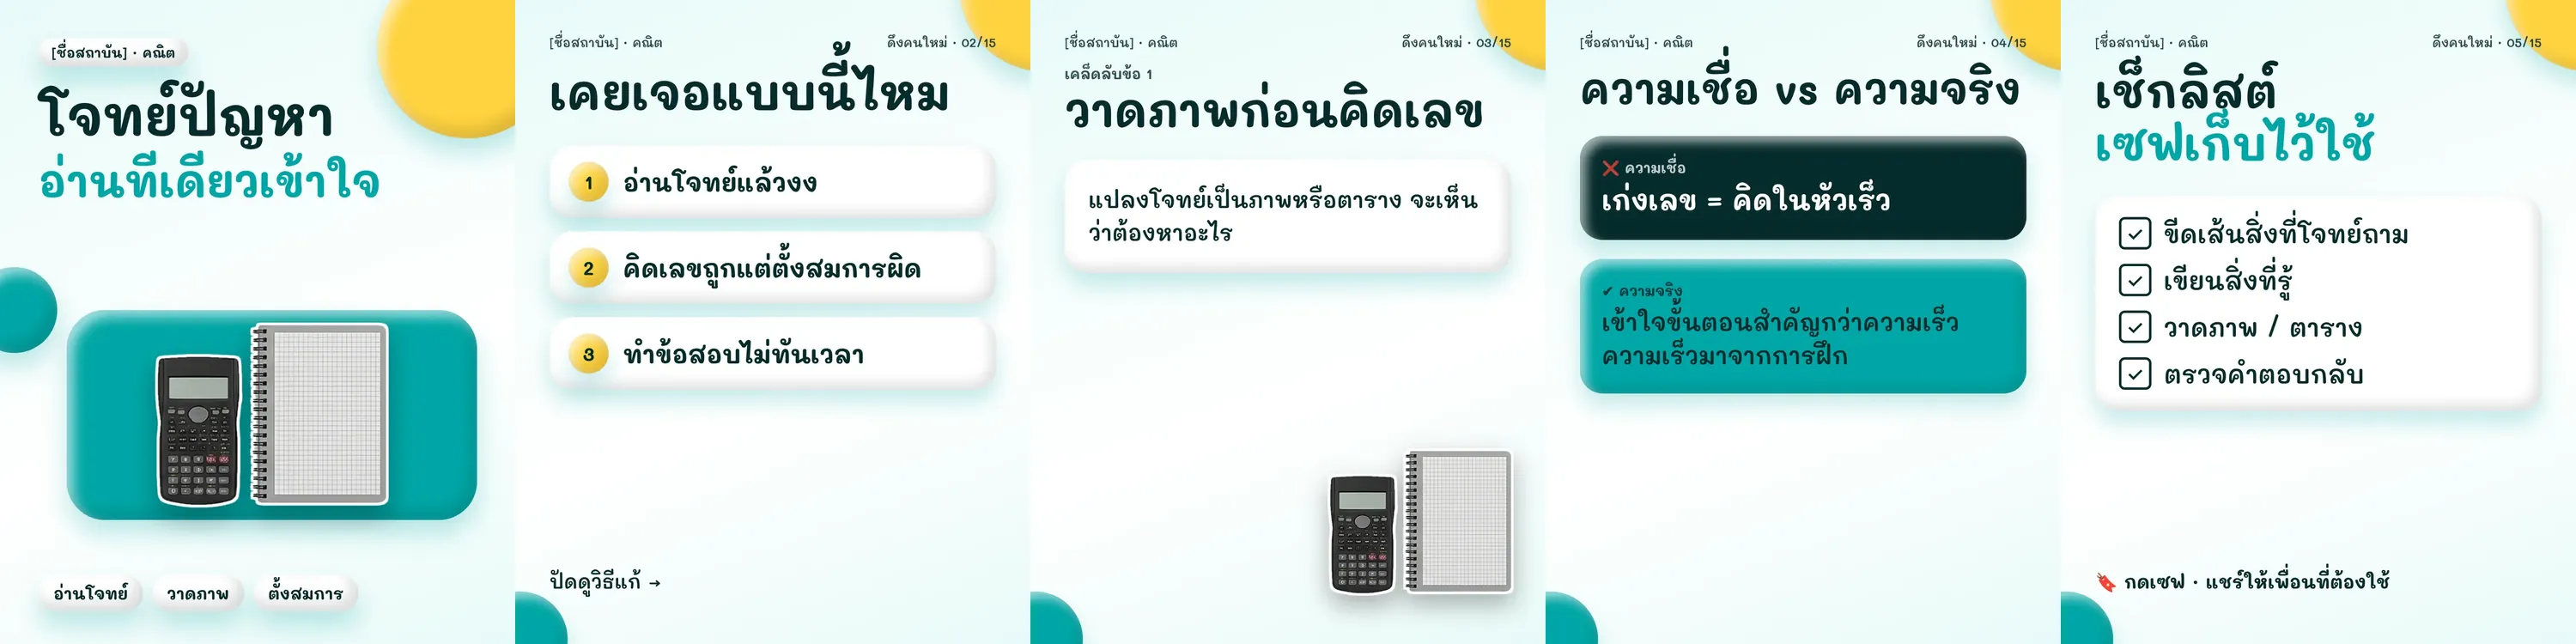 [ชื่อสถาบัน] · คณิต
โจทย์ปัญหา
อ่านทีเดียวเข้าใจ
อ่านโจทย์
วาดภาพ
ตั้งสมการ
[ชื่อสถาบัน] · คณิต
ดึงคนใหม่ · 02/15
เคยเจอแบบนี้ไหม
1 อ่านโจทย์แล้วงง
2 คิดเลขถูกแต่ตั้งสมการผิด
3 ทำข้อสอบไม่ทันเวลา
ปัดดูวิธีแก้ →
[ชื่อสถาบัน] · คณิต
ดึงคนใหม่ · 03/15
เคล็ดลับข้อ 1
วาดภาพก่อนคิดเลข
แปลงโจทย์เป็นภาพหรือตาราง จะเห็น
ว่าต้องหาอะไร
[ชื่อสถาบัน] · คณิต
ดึงคนใหม่ · 04/15
ความเชื่อ vs ความจริง
❌ ความเชื่อ
เก่งเลข = คิดในหัวเร็ว
✔ ความจริง
เข้าใจขั้นตอนสำคัญกว่าความเร็ว
ความเร็วมาจากการฝึก
[ชื่อสถาบัน] · คณิต
ดึงคนใหม่ · 05/15
เช็กลิสต์
เซฟเก็บไว้ใช้
ขีดเส้นสิ่งที่โจทย์ถาม
เขียนสิ่งที่รู้
วาดภาพ / ตาราง
ตรวจคำตอบกลับ
🔖 กดเซฟ · แชร์ให้เพื่อนที่ต้องใช้